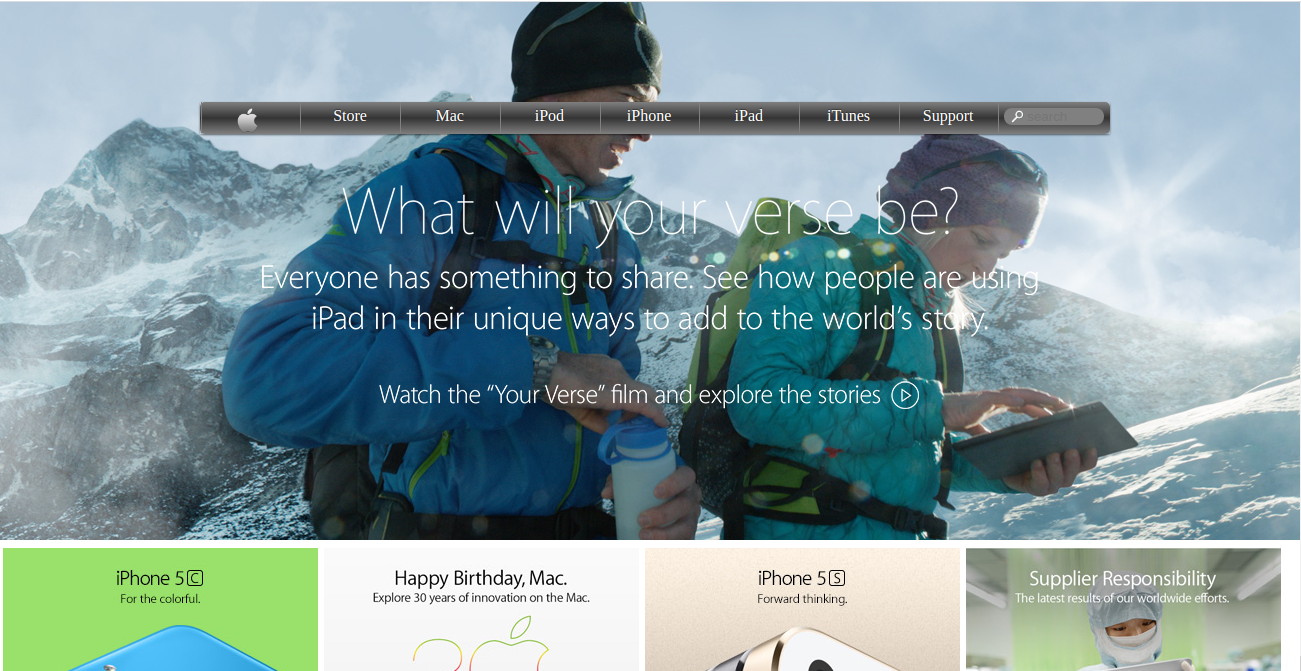 Store Mac iPod iPhone iPad iTunes Support search
What will your verse be?
Everyone has something to share. See how people are using
iPad in their unique ways to add to the world's story.
Watch the “Your Verse” film and explore the stories
iPhone 5C
For the colorful.
Happy Birthday, Mac.
Explore 30 years of innovation on the Mac.
30
iPhone 5S
Forward thinking.
Supplier Responsibility
The latest results of our worldwide efforts.